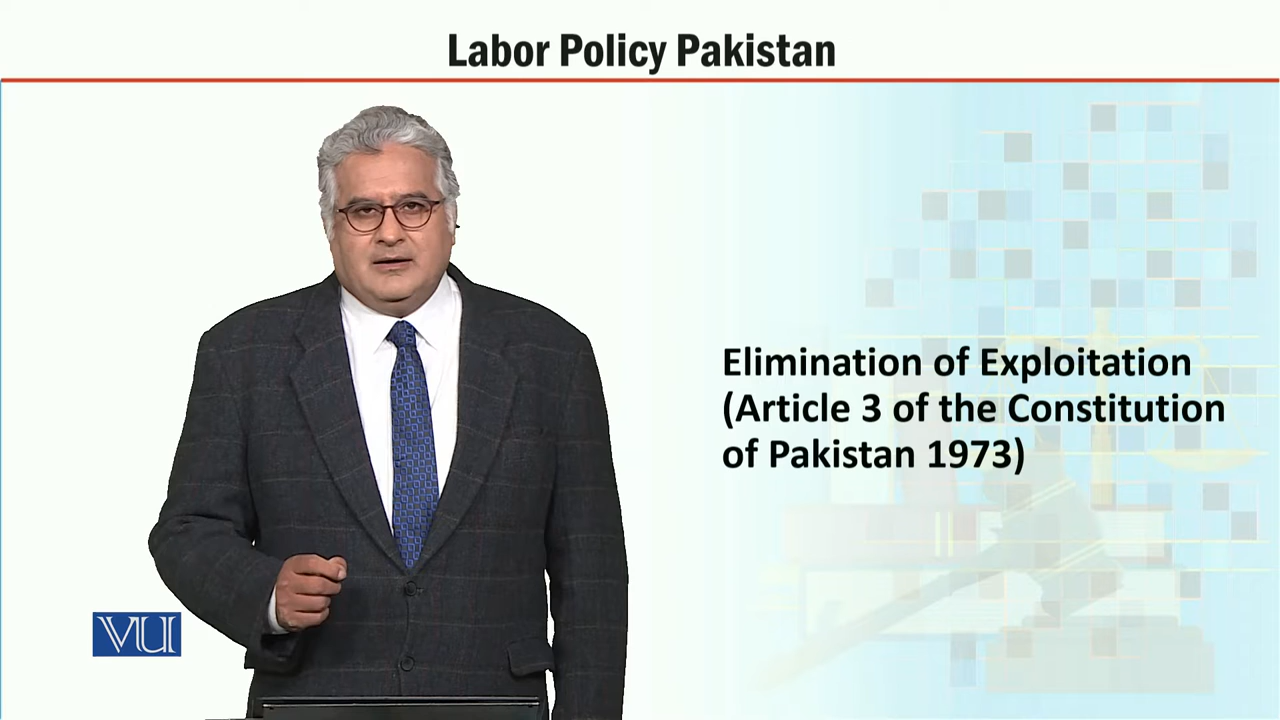 Labor Policy Pakistan
Elimination of Exploitation
(Article 3 of the Constitution
of Pakistan 1973)
VU